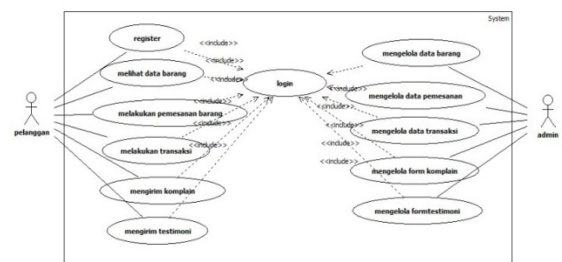 System
register
<<include>>
<<include>>
melihat data barang
<<include>>
login
mengelola data barang
<<include>>
mengelola data pemesanan
<<include>>
melakukan pemesanan barang
<<include>>
<<include>>
mengelola data transaksi
pelanggan
admin
melakukan transaksi
<<include>>
<<include>>
<<include>>
mengelola form komplain
mengirim komplain
mengelola formtestimoni
mengirim testimoni